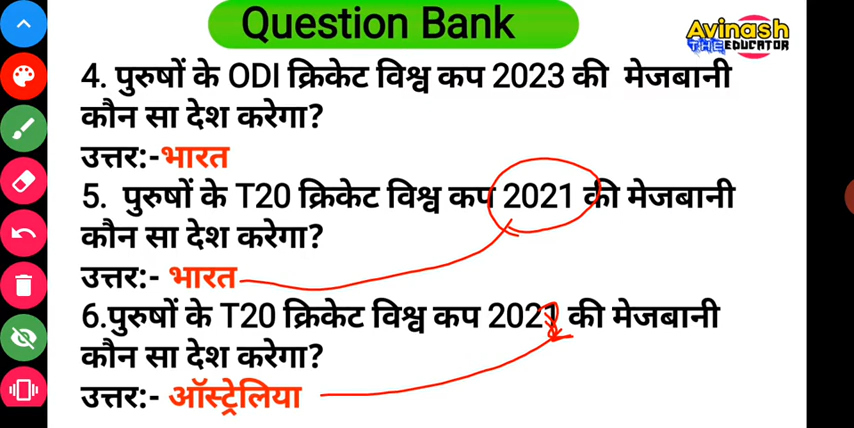 Question Bank
Avinash
THE EDUCATOR
4. पुरुषों के ODI क्रिकेट विश्व कप 2023 की मेजबानी
कौन सा देश करेगा?
उत्तर:-भारत
5. पुरुषों के T20 क्रिकेट विश्व कप 2021 की मेजबानी
कौन सा देश करेगा?
उत्तर:- भारत
6.पुरुषों के T20 क्रिकेट विश्व कप 2021 की मेजबानी
कौन सा देश करेगा?
उत्तर:- ऑस्ट्रेलिया